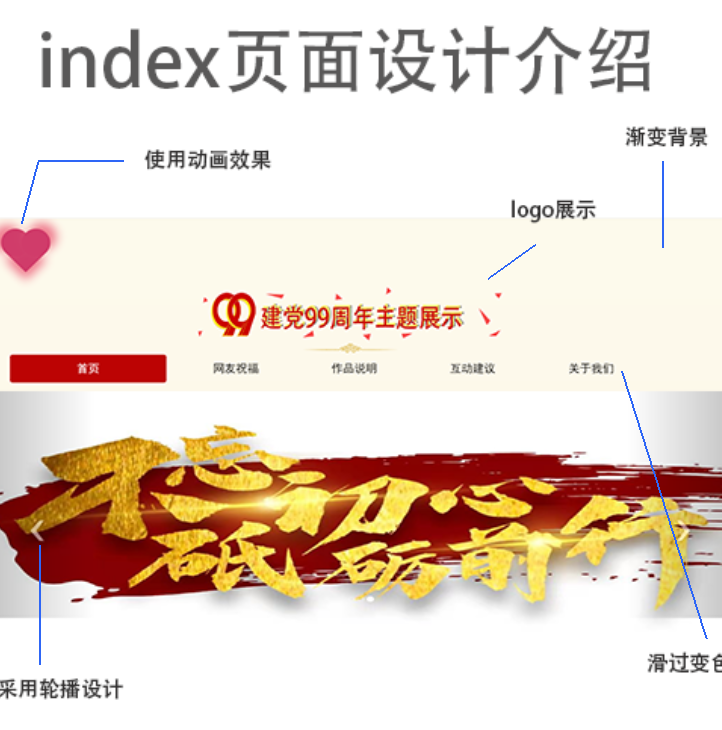 index页面设计介绍
渐变背景
使用动画效果
logo展示
99 建党99周年主题展示
首页 网友祝福 作品说明 互动建议 关于我们
不忘初心
砥砺前行
滑过变色
采用轮播设计